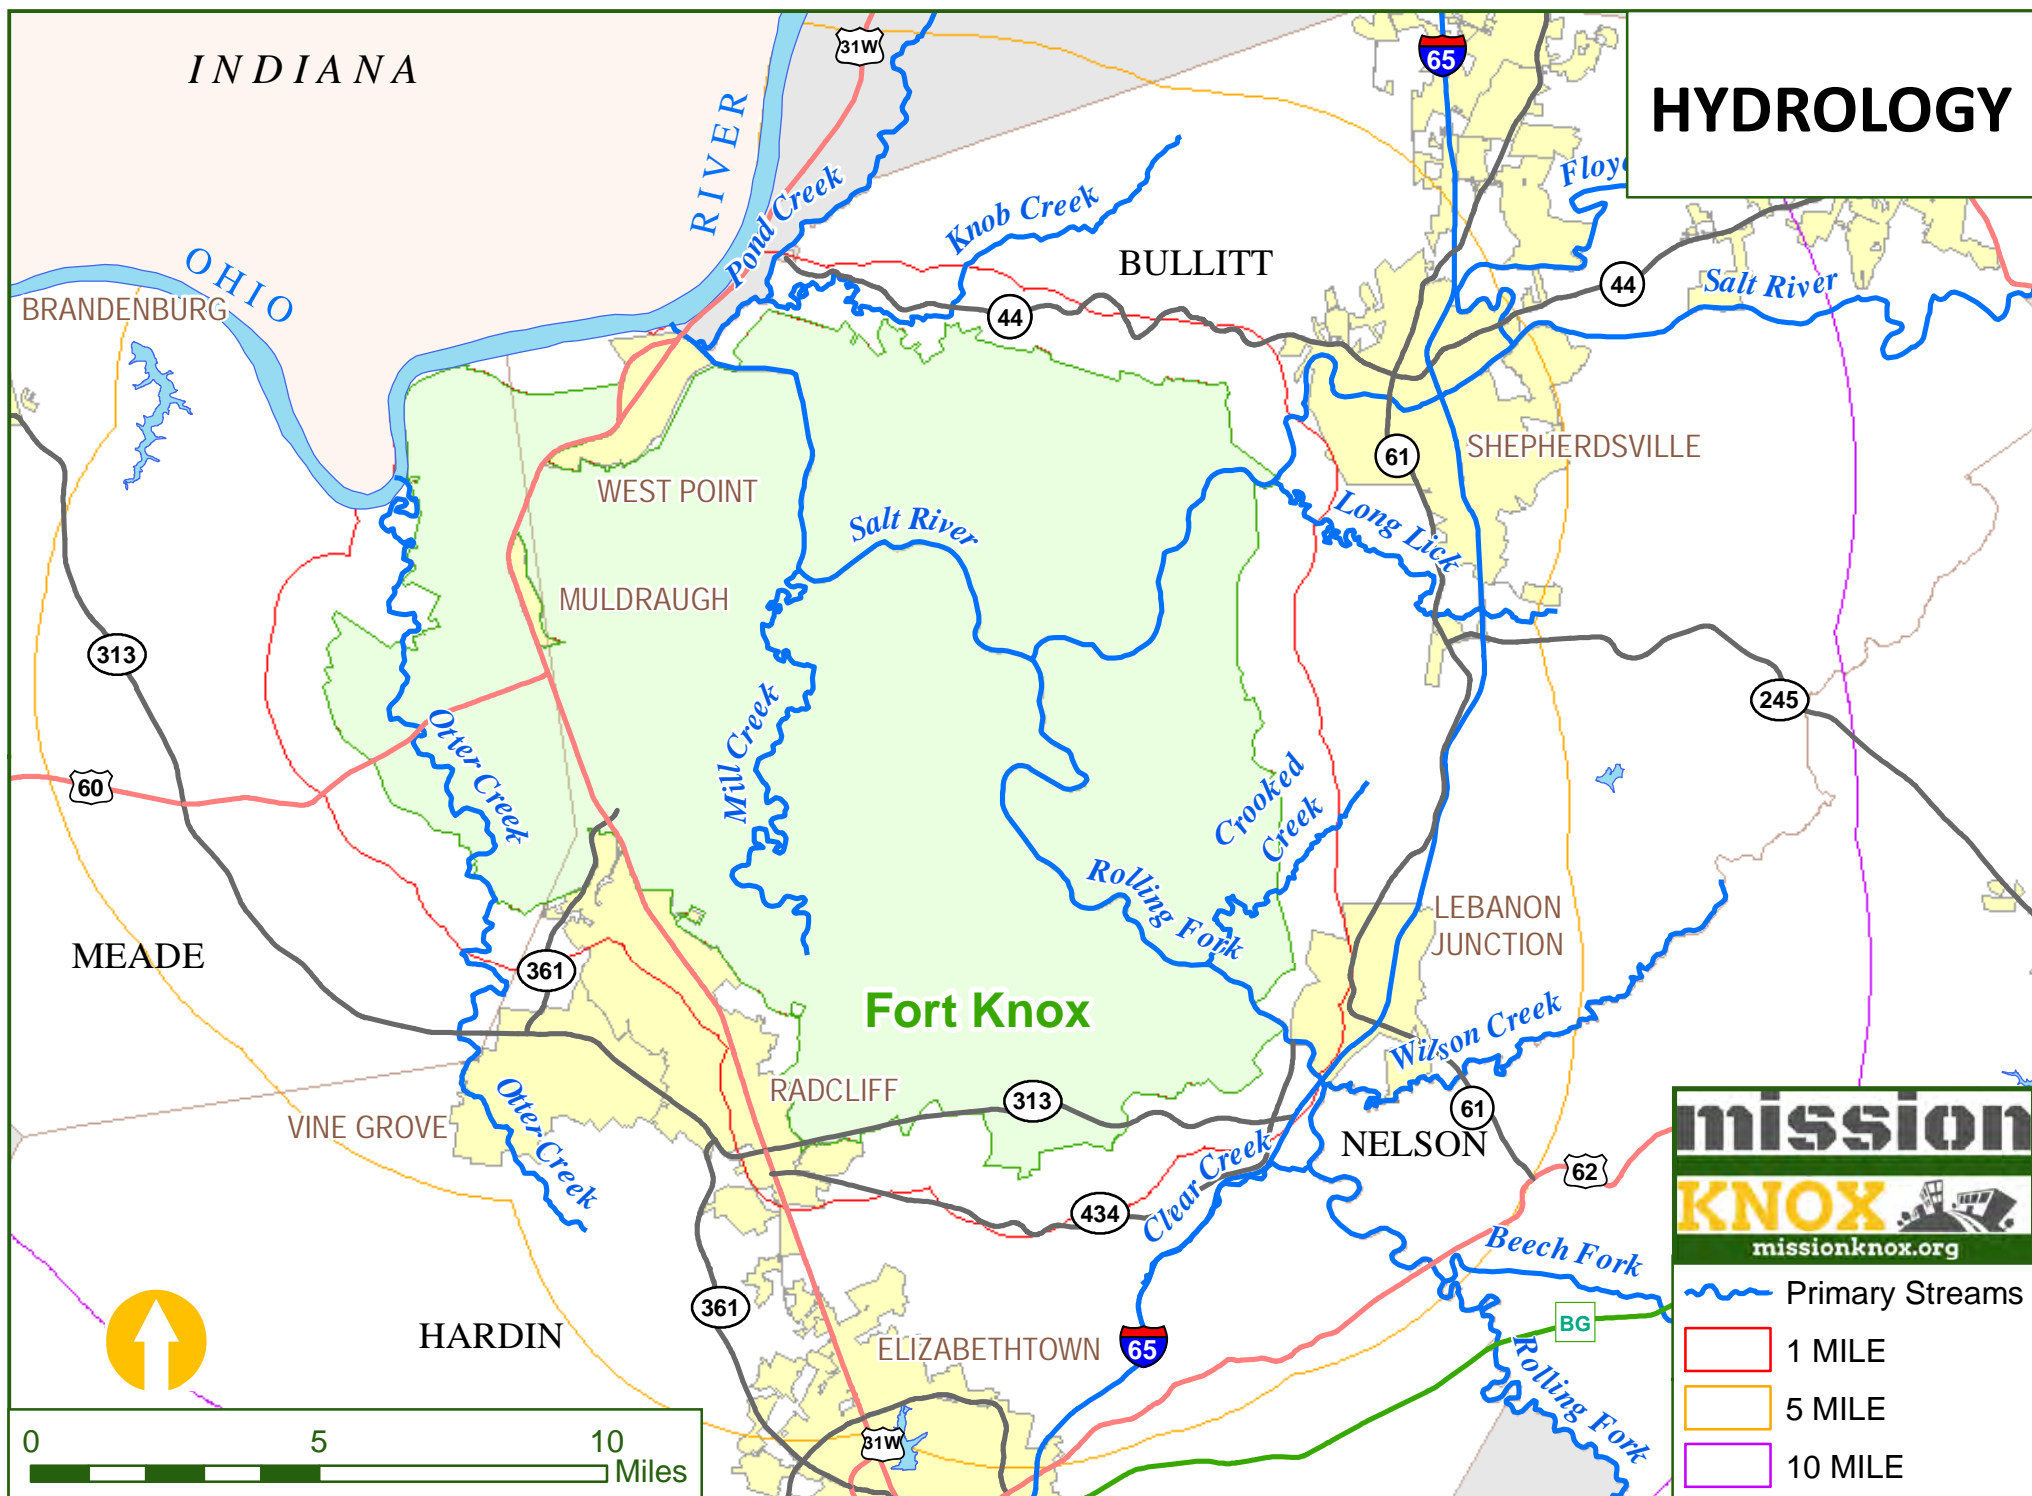 HYDROLOGY
INDIANA
31W
65
RIVER
Pond Creek
Knob Creek
BULLITT
44
Salt River
OHIO
BRANDENBURG
44
SHEPHERDSVILLE
61
WEST POINT
Salt River
Long Lick
MULDRAUGH
313
245
Otter Creek
Mill Creek
60
Crooked
Creek
Rolling Fork
LEBANON
JUNCTION
MEADE
361
Fort Knox
Wilson Creek
RADCLIFF
313
61
VINE GROVE
Otter Creek
NELSON
62
Clear Creek
434
Beech Fork
361
HARDIN
ELIZABETHTOWN
65
BG
Rolling Fork
31W
mission
KNOX
missionknox.org
Primary Streams
1 MILE
5 MILE
10 MILE
0 5 10
Miles